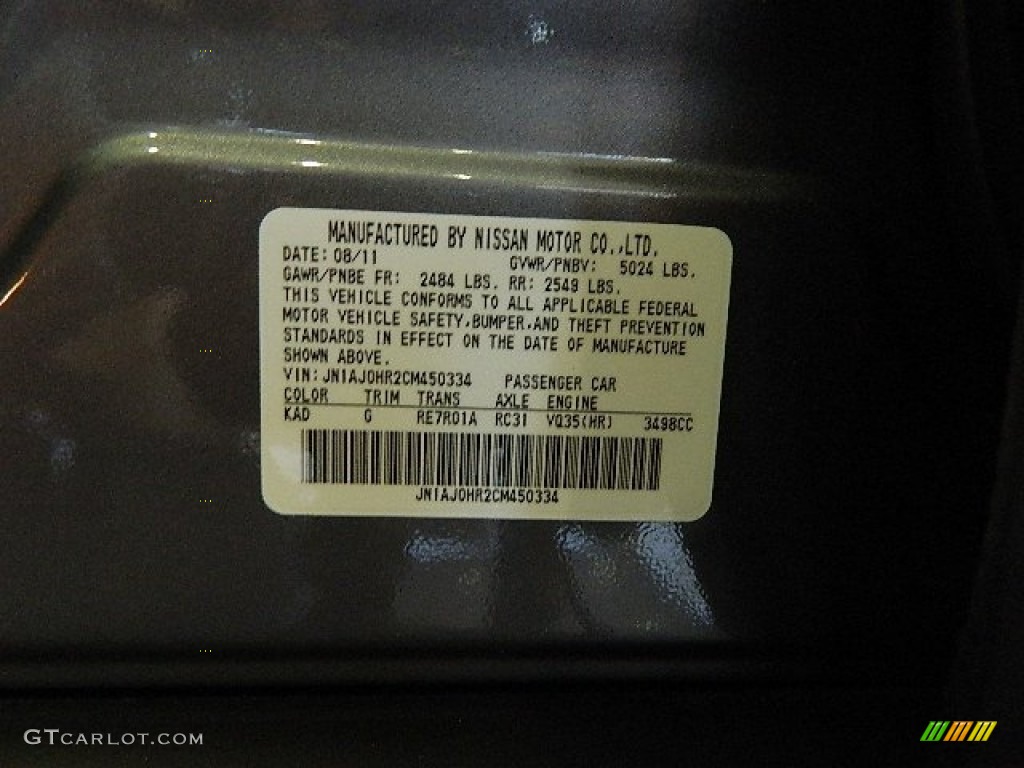 MANUFACTURED BY NISSAN MOTOR CO.,LTD.
DATE: 08/11 GVWR/PNBV: 5024 LBS.
GAWR/PNBE FR: 2484 LBS. RR: 2549 LBS.
THIS VEHICLE CONFORMS TO ALL APPLICABLE FEDERAL
MOTOR VEHICLE SAFETY,BUMPER,AND THEFT PREVENTION
STANDARDS IN EFFECT ON THE DATE OF MANUFACTURE
SHOWN ABOVE.
VIN: JN1AJ0HR2CM450334 PASSENGER CAR
COLOR TRIM TRANS AXLE ENGINE
KAD G RE7R01A RC31 VQ35(HR) 3498CC
JN1AJ0HR2CM450334
GTCARLOT.COM